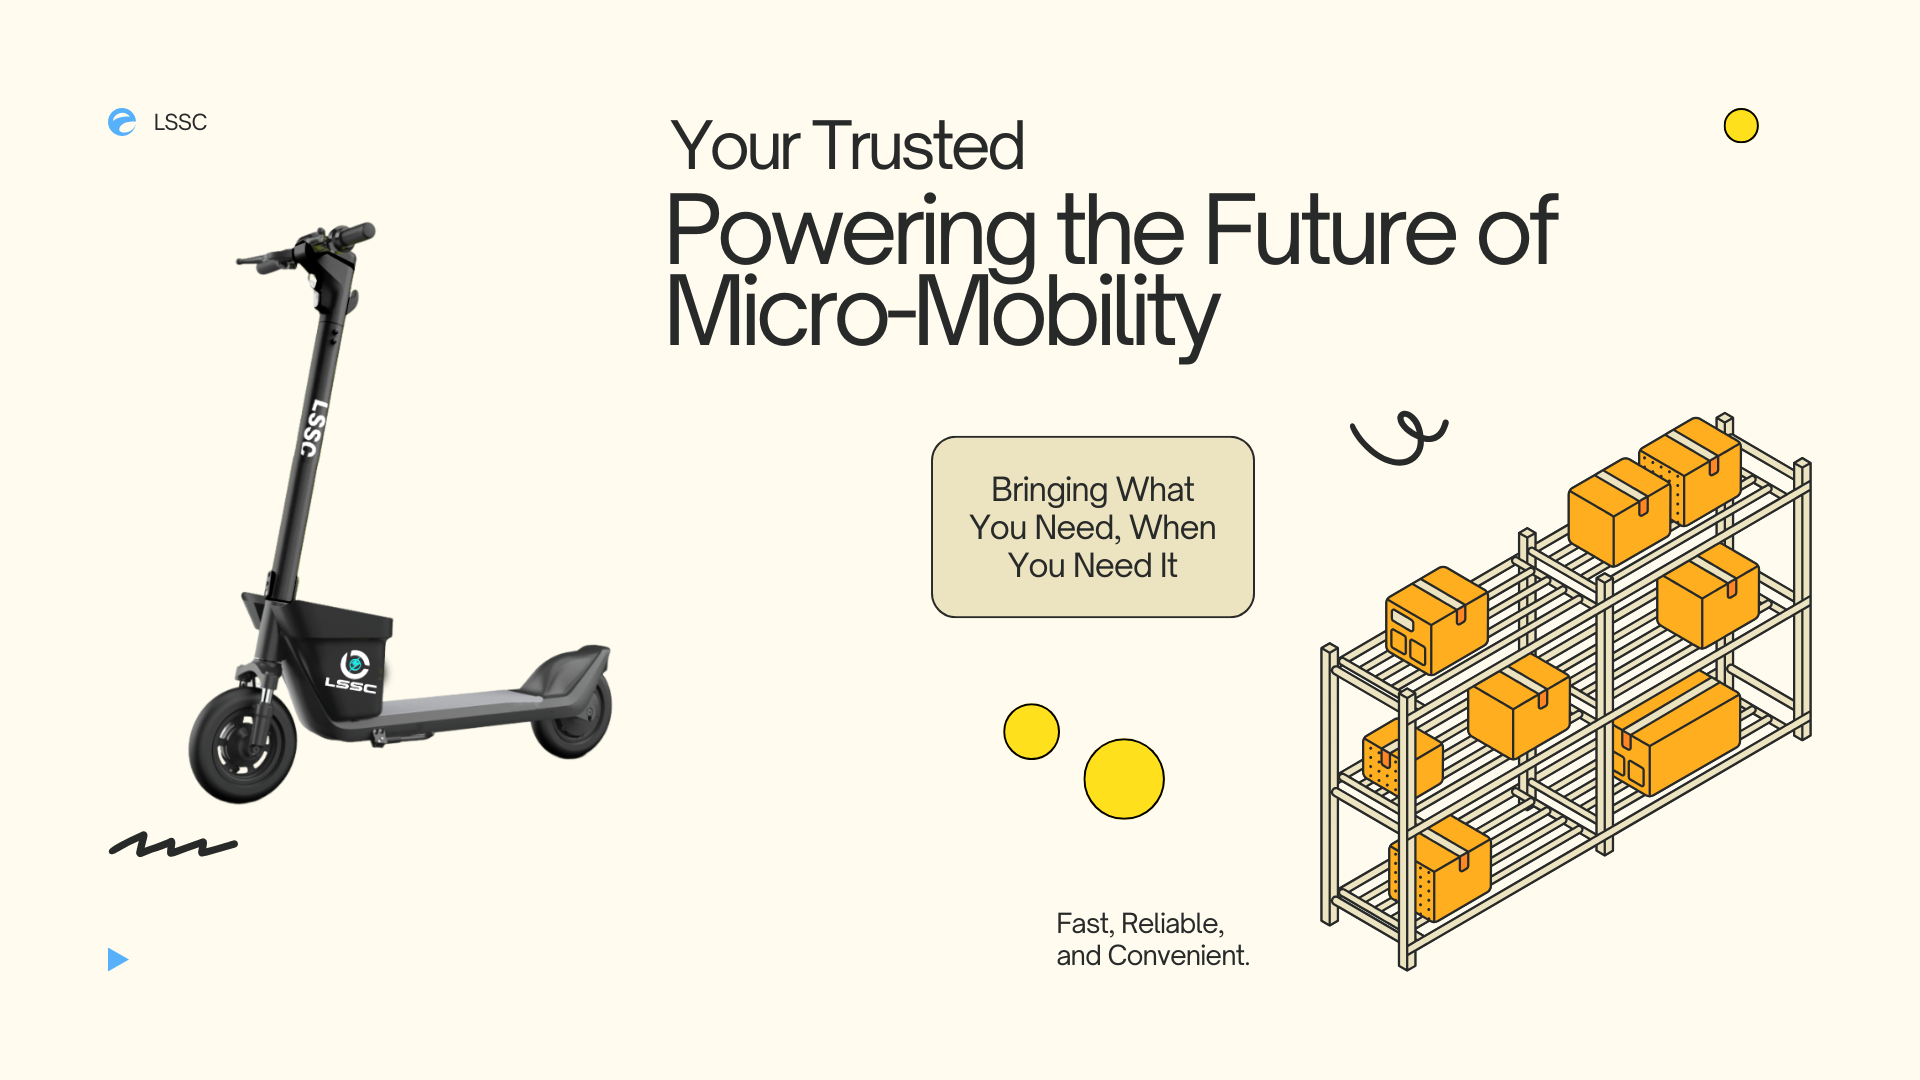 LSSC
Your Trusted
Powering the Future of
Micro-Mobility
LSSC
Bringing What
You Need, When
You Need It
LSSC
Fast, Reliable,
and Convenient.